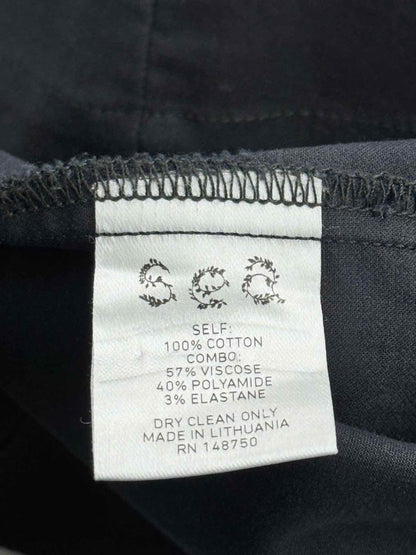 Sea
SELF:
100% COTTON
COMBO:
57% VISCOSE
40% POLYAMIDE
3% ELASTANE
DRY CLEAN ONLY
MADE IN LITHUANIA
RN 148750